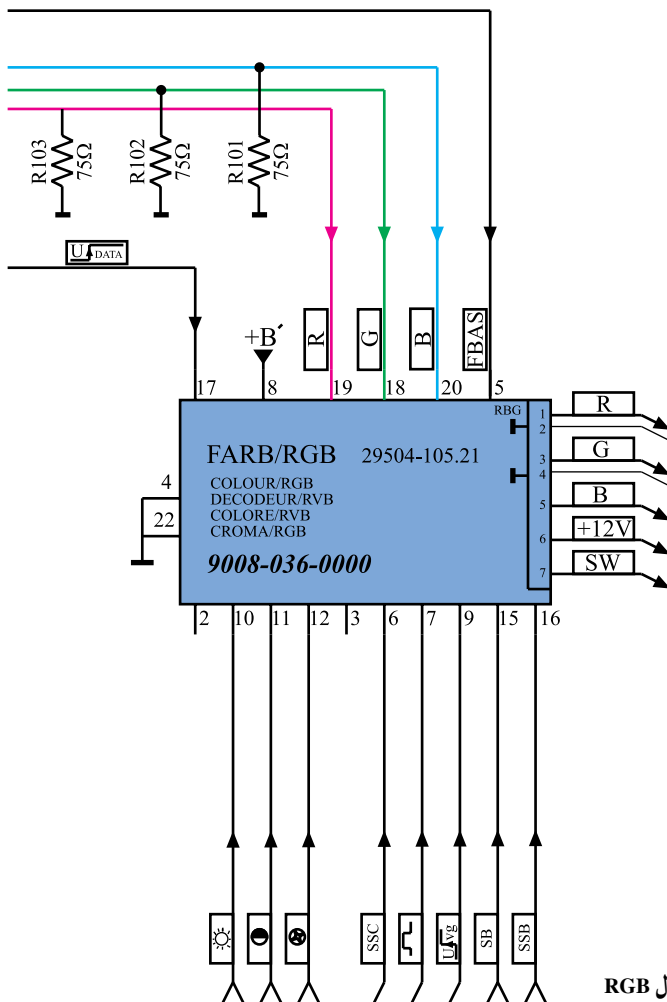 R103
75Ω
R102
75Ω
R101
75Ω
U DATA
+B´
R
G
B
FBAS
17
8
19
18
20
5
RBG
1
R
2
FARB/RGB 29504-105.21
3
G
4
4
COLOUR/RGB
DECODEUR/RVB
COLORE/RVB
CROMA/RGB
5
B
22
6
+12V
9008-036-0000
7
SW
2
10
11
12
3
6
7
9
15
16
SSC
SB
SSB
ل RGB